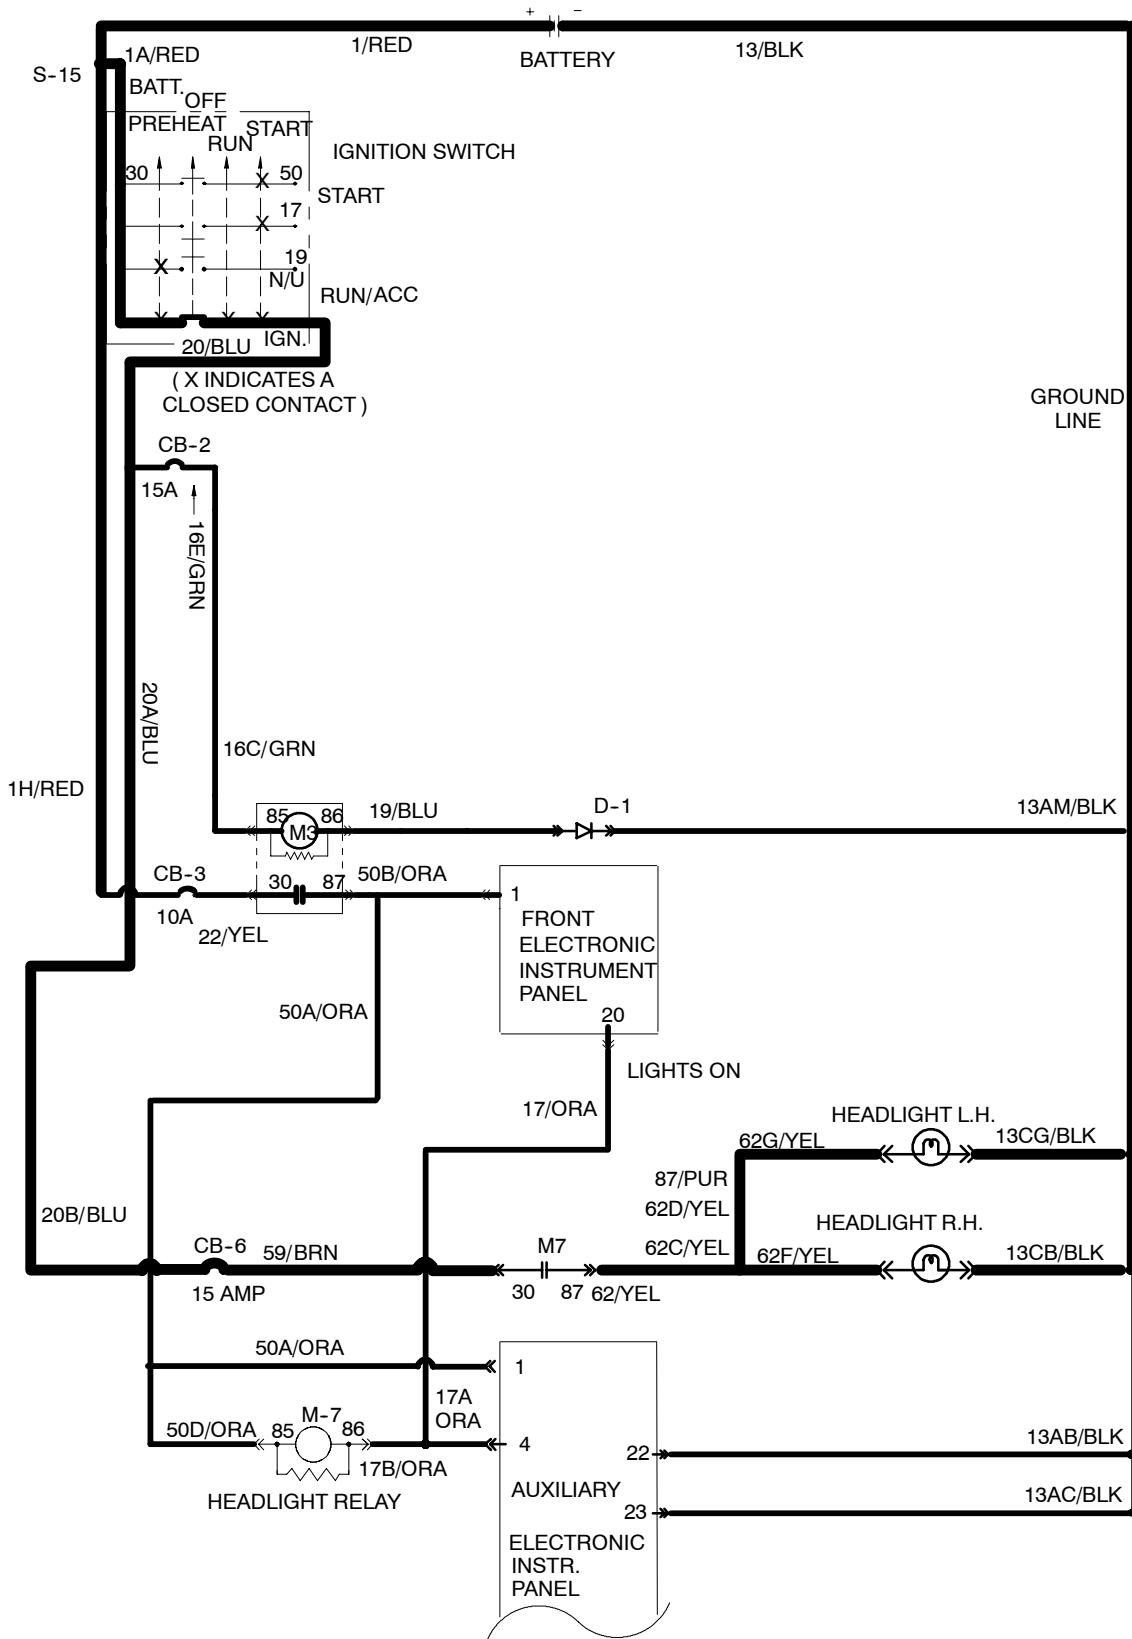 + -
1/RED
BATTERY
13/BLK
1A/RED
S-15
BATT.
OFF
PREHEAT
START
RUN
IGNITION SWITCH
30
50
START
17
19
N/U
RUN/ACC
IGN.
20/BLU
( X INDICATES A
CLOSED CONTACT )
GROUND
LINE
CB-2
15A
16E/GRN
20A/BLU
16C/GRN
1H/RED
85
M3
86
19/BLU
D-1
13AM/BLK
CB-3
10A
22/YEL
30
87
50B/ORA
1
FRONT
ELECTRONIC
INSTRUMENT
PANEL
20
50A/ORA
LIGHTS ON
17/ORA
HEADLIGHT L.H.
62G/YEL
13CG/BLK
87/PUR
62D/YEL
20B/BLU
HEADLIGHT R.H.
CB-6
59/BRN
M7
62C/YEL
62F/YEL
13CB/BLK
15 AMP
30
87
62/YEL
50A/ORA
1
17A
ORA
50D/ORA
85
M-7
86
17B/ORA
4
22
13AB/BLK
HEADLIGHT RELAY
AUXILIARY
23
13AC/BLK
ELECTRONIC
INSTR.
PANEL